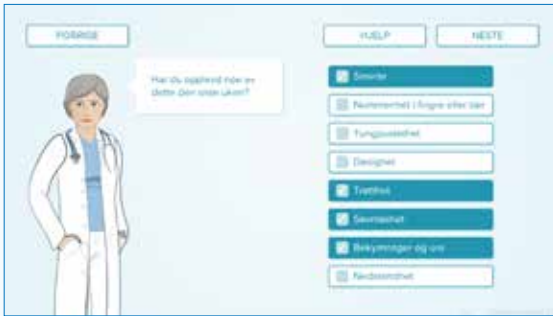 FORRIGE
HJELP
NESTE
Har du opplevd noe av
dette den siste uken?
Smerte
Nummenhet i fingre eller tær
Tungpustethet
Døsighet
Tretthet
Søvnløshet
Bekymringer og uro
Nedstemthet